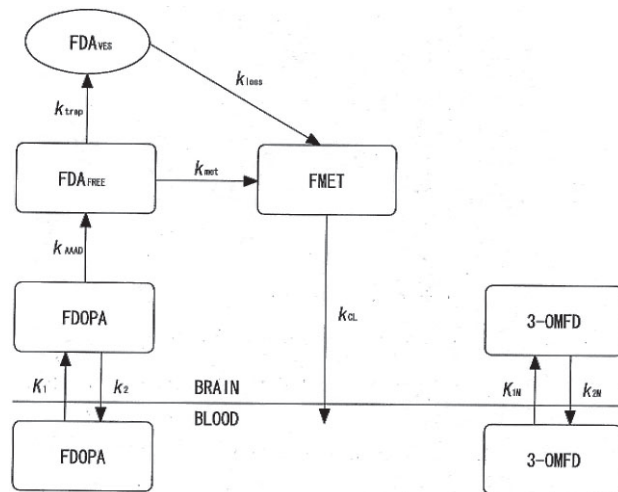 FDAVES
kloss
ktrap
FDAFREE
kmet
FMET
kAAAD
FDOPA
kCL
3-OMFD
K1
k2
BRAIN
K1M
k2M
BLOOD
FDOPA
3-OMFD